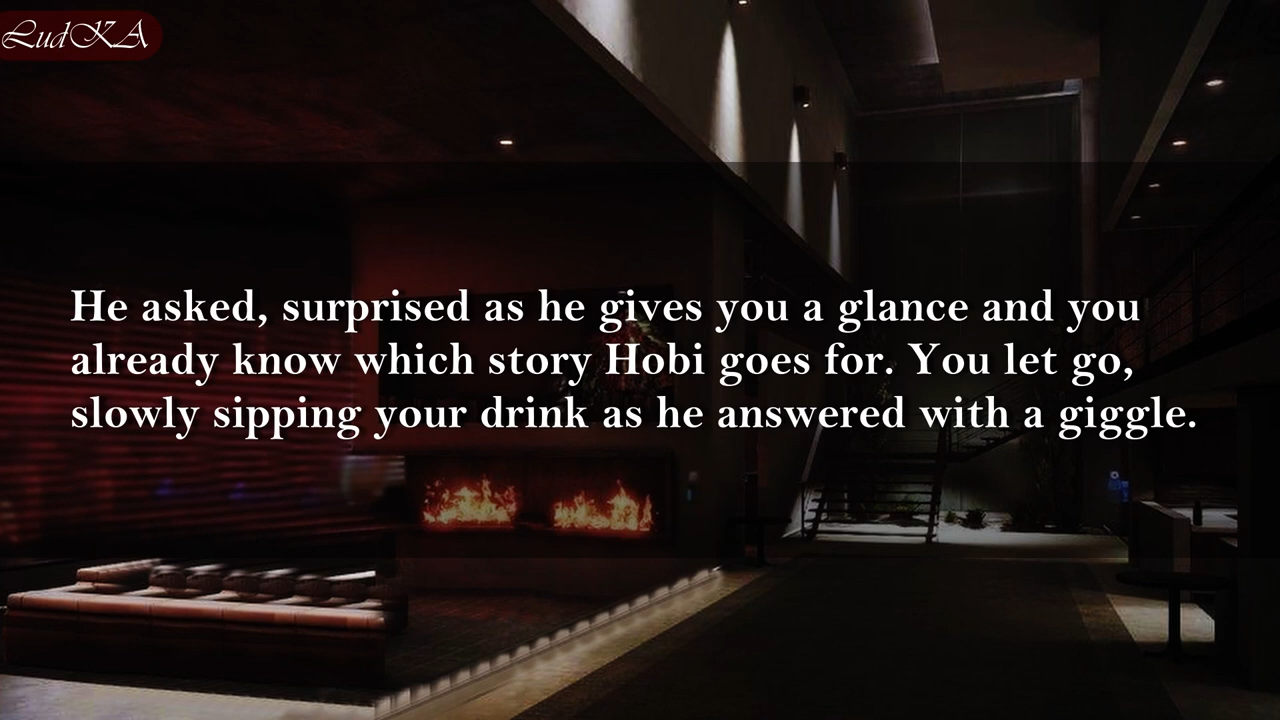 LudKA
He asked, surprised as he gives you a glance and you
already know which story Hobi goes for. You let go,
slowly sipping your drink as he answered with a giggle.